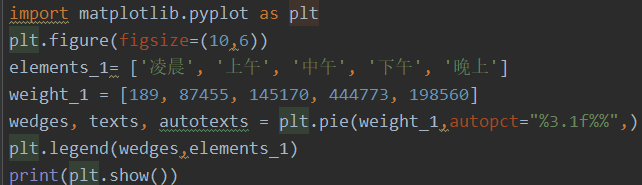 import matplotlib.pyplot as plt
plt.figure(figsize=(10,6))
elements_1= ['凌晨', '上午', '中午', '下午', '晚上']
weight_1 = [189, 87455, 145170, 444773, 198560]
wedges, texts, autotexts = plt.pie(weight_1,autopct="%3.1f%%",)
plt.legend(wedges,elements_1)
print(plt.show())